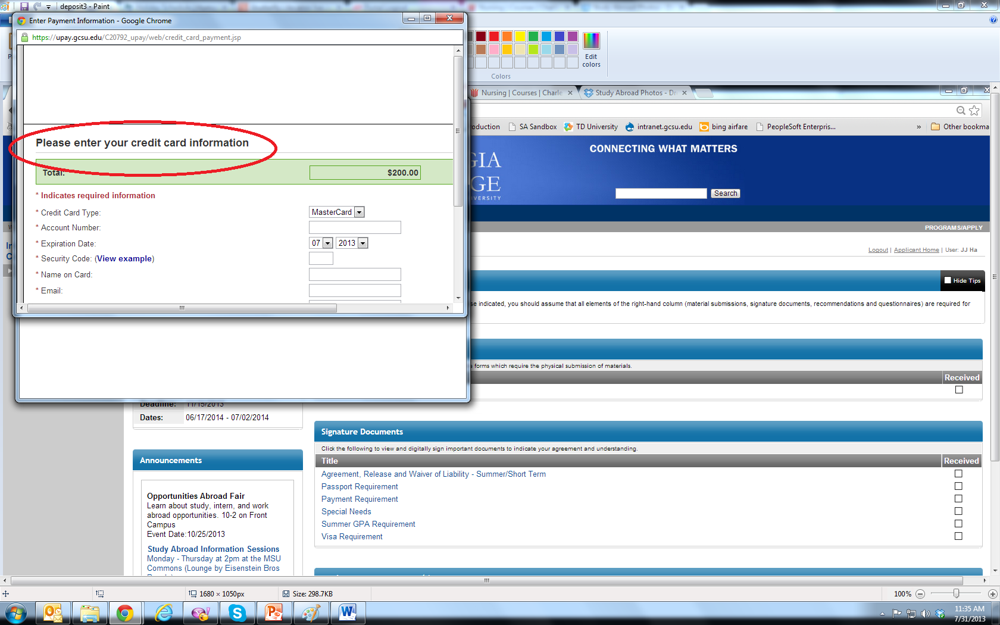 deposit3 - Paint
Enter Payment Information - Google Chrome
https://upay.gcsu.edu/C20792_upay/web/credit_card_payment.jsp
Edit
colors
Colors
Nursing | Courses | Charle
Study Abroad Photos - Dr
SA Sandbox
TD University
intranet.gcsu.edu
bing airfare
PeopleSoft Enterpris...
»
Other bookma
Please enter your credit card information
Total:
$200.00
* Indicates required information
* Credit Card Type:
MasterCard
* Account Number:
* Expiration Date:
07
2013
* Security Code: (View example)
* Name on Card:
* Email:
GIA
GE
VERSITY
CONNECTING WHAT MATTERS
Search
PROGRAMS/APPLY
Logout | Applicant Home | User: JJ Ha
Hide Tips
se indicated, you should assume that all elements of the right-hand column (material submissions, signature documents, recommendations and questionnaires) are required for
e forms which require the physical submission of materials.
Received
Deadline: 11/15/2013
Dates: 06/17/2014 - 07/02/2014
Announcements
Opportunities Abroad Fair
Learn about study, intern, and work
abroad opportunities. 10-2 on Front
Campus
Event Date:10/25/2013
Study Abroad Information Sessions
Monday - Thursday at 2pm at the MSU
Commons (Lounge by Eisenstein Bros
Signature Documents
Click the following to view and digitally sign important documents to indicate your agreement and understanding.
Title
Received
Agreement, Release and Waiver of Liability - Summer/Short Term
Passport Requirement
Payment Requirement
Special Needs
Summer GPA Requirement
Visa Requirement
1680 × 1050px
Size: 298.7KB
100%
11:35 AM
7/31/2013